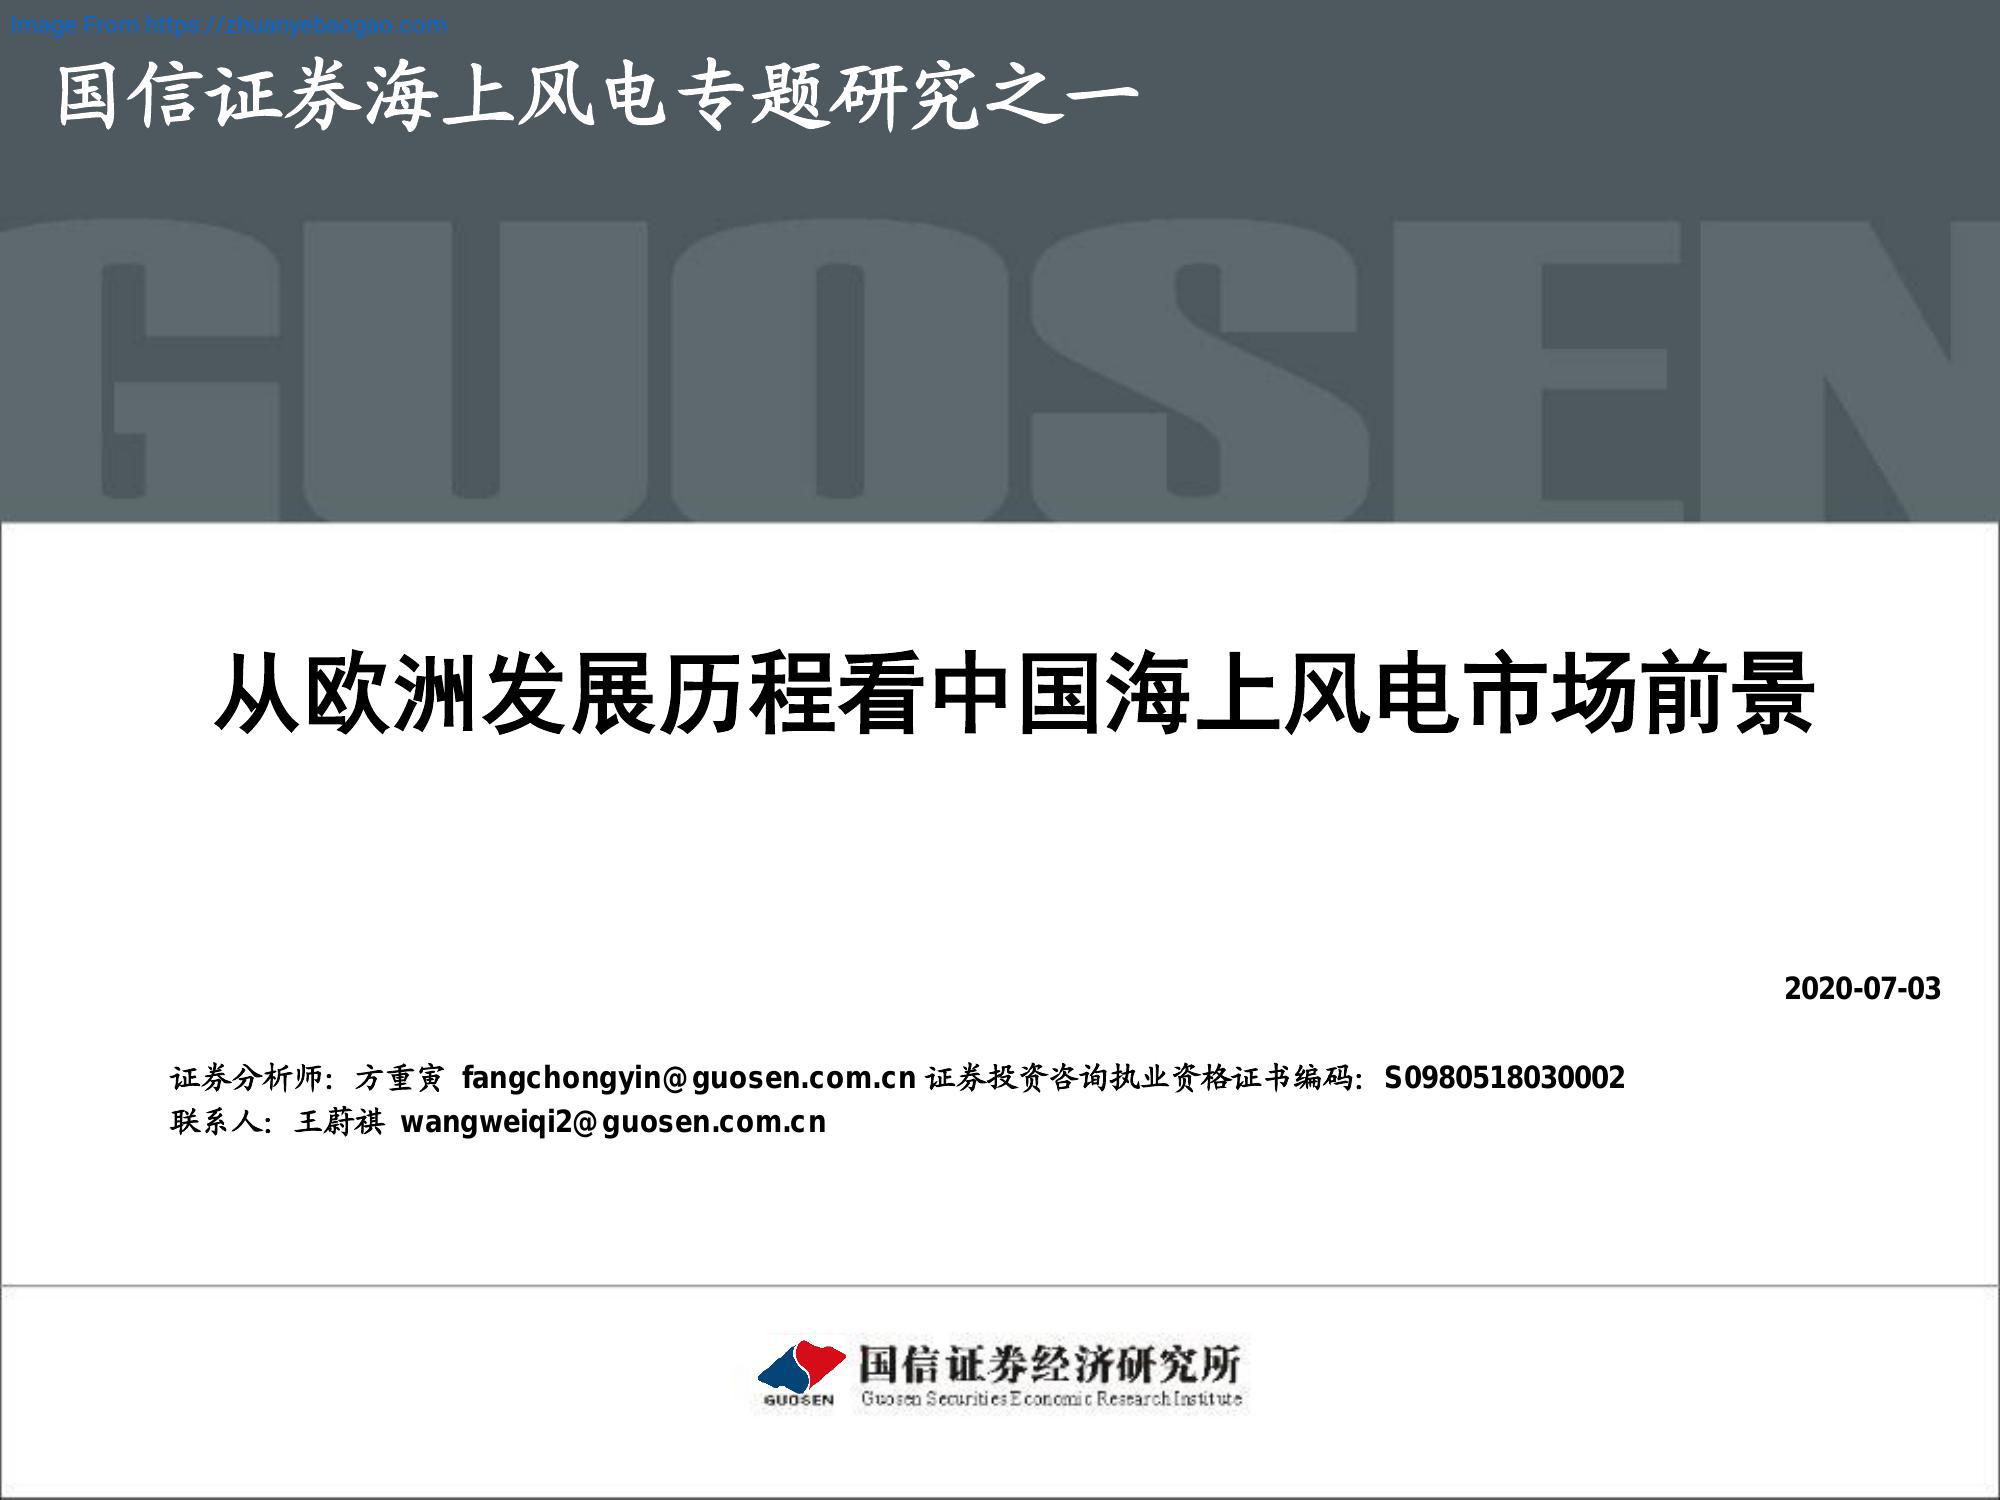 Image From https://zhuanyebaogao.com
国信证券海上风电专题研究之一
GUOSEN
从欧洲发展历程看中国海上风电市场前景
2020-07-03
证券分析师：方重寅 fangchongyin@guosen.com.cn 证券投资咨询执业资格证书编码：S0980518030002
联系人：王蔚祺 wangweiqi2@guosen.com.cn
国信证券经济研究所
GUOSEN Guosen Securities Economic Research Institute